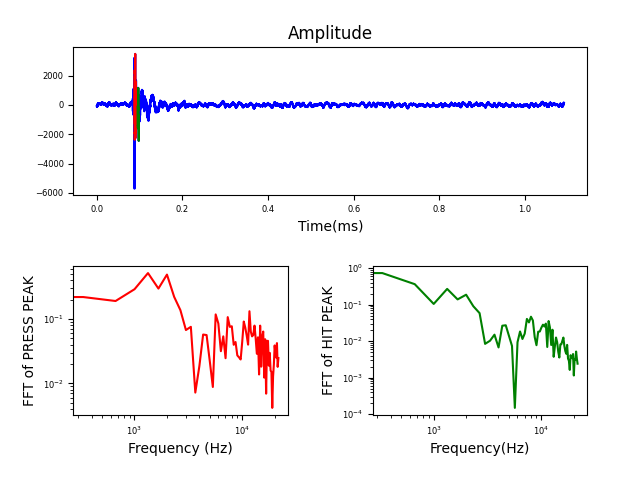 Amplitude
2000
0
−2000
−4000
−6000
0.0 0.2 0.4 0.6 0.8 1.0
Time(ms)
FFT of PRESS PEAK
10⁻¹
10⁻²
10³ 10⁴
Frequency (Hz)
FFT of HIT PEAK
10⁰
10⁻¹
10⁻²
10⁻³
10⁻⁴
10³ 10⁴
Frequency(Hz)